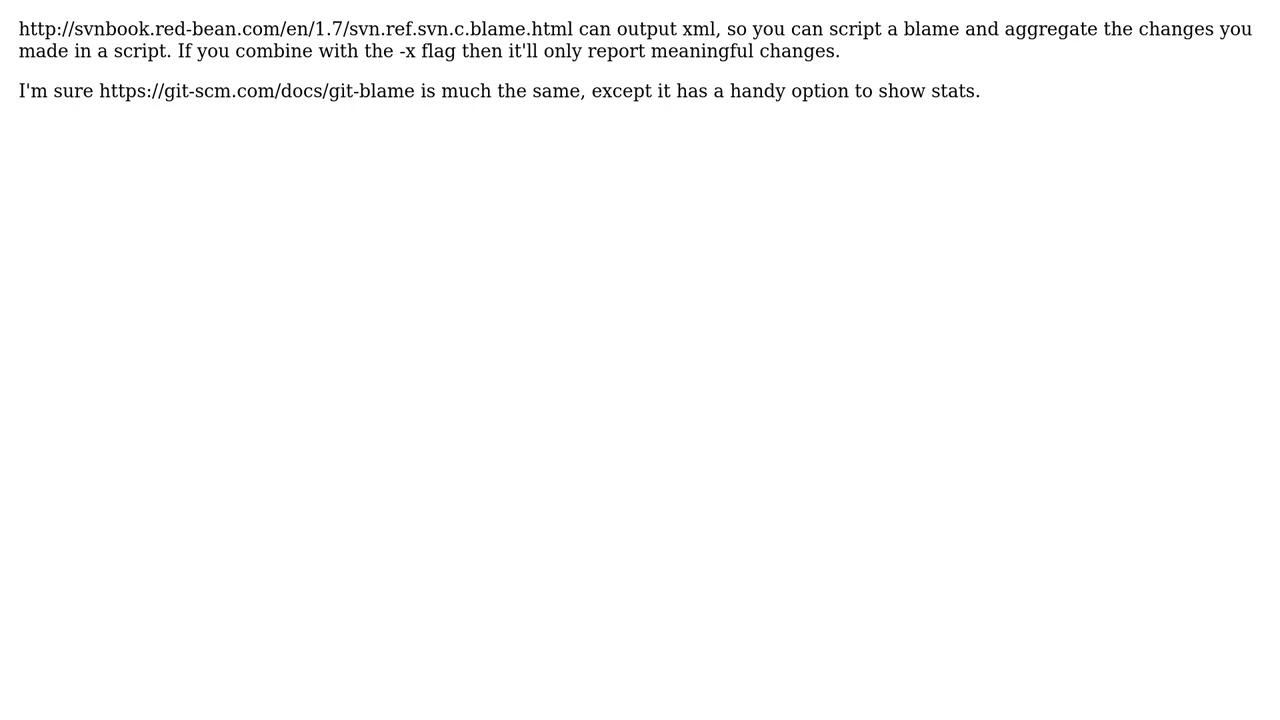 http://svnbook.red-bean.com/en/1.7/svn.ref.svn.c.blame.html can output xml, so you can script a blame and aggregate the changes you
made in a script. If you combine with the -x flag then it'll only report meaningful changes.
I'm sure https://git-scm.com/docs/git-blame is much the same, except it has a handy option to show stats.